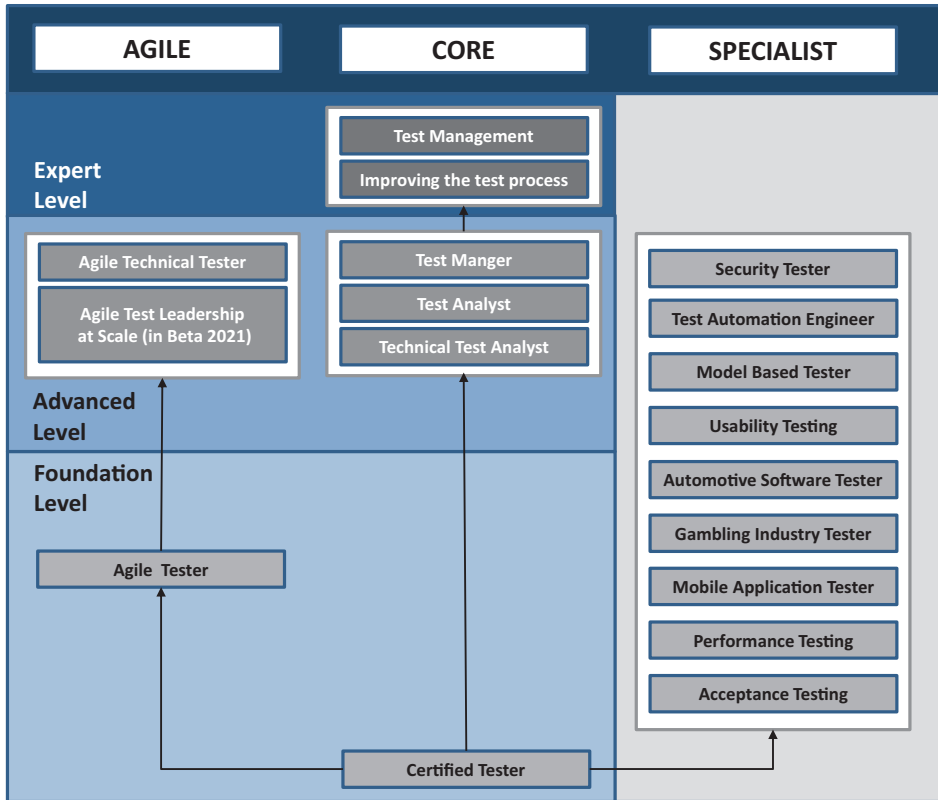 AGILE
CORE
SPECIALIST
Expert
Level
Test Management
Improving the test process
Advanced
Level
Agile Technical Tester
Agile Test Leadership
at Scale (in Beta 2021)
Test Manger
Test Analyst
Technical Test Analyst
Foundation
Level
Agile Tester
Certified Tester
Security Tester
Test Automation Engineer
Model Based Tester
Usability Testing
Automotive Software Tester
Gambling Industry Tester
Mobile Application Tester
Performance Testing
Acceptance Testing